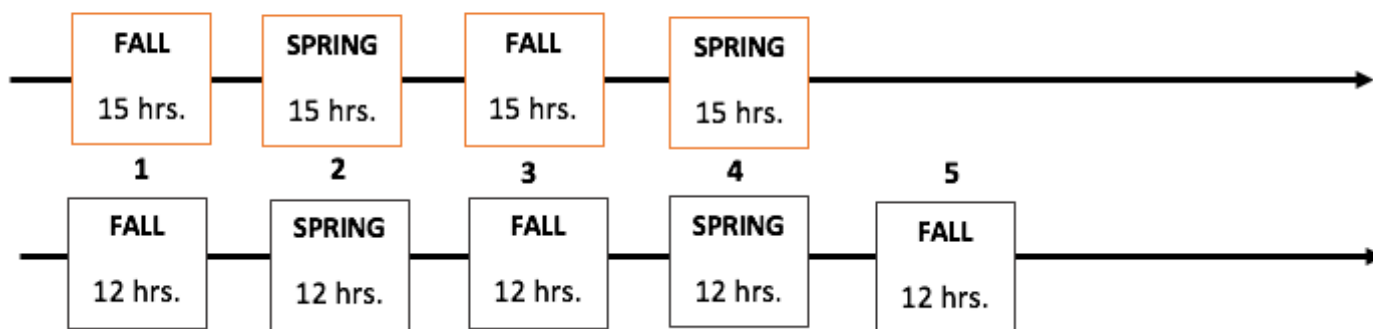 FALL SPRING FALL SPRING
15 hrs. 15 hrs. 15 hrs. 15 hrs.
1 2 3 4 5
FALL SPRING FALL SPRING FALL
12 hrs. 12 hrs. 12 hrs. 12 hrs. 12 hrs.